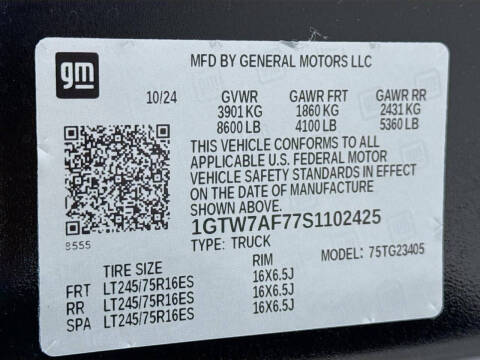 gm
MFD BY GENERAL MOTORS LLC
10/24 GVWR GAWR FRT GAWR RR
3901 KG 1860 KG 2431 KG
8600 LB 4100 LB 5360 LB
THIS VEHICLE CONFORMS TO ALL
APPLICABLE U.S. FEDERAL MOTOR
VEHICLE SAFETY STANDARDS IN EFFECT
ON THE DATE OF MANUFACTURE
SHOWN ABOVE.
1GTW7AF77S1102425
8555
TYPE: TRUCK MODEL: 75TG23405
TIRE SIZE RIM
FRT LT245/75R16ES 16X6.5J
RR LT245/75R16ES 16X6.5J
SPA LT245/75R16ES 16X6.5J